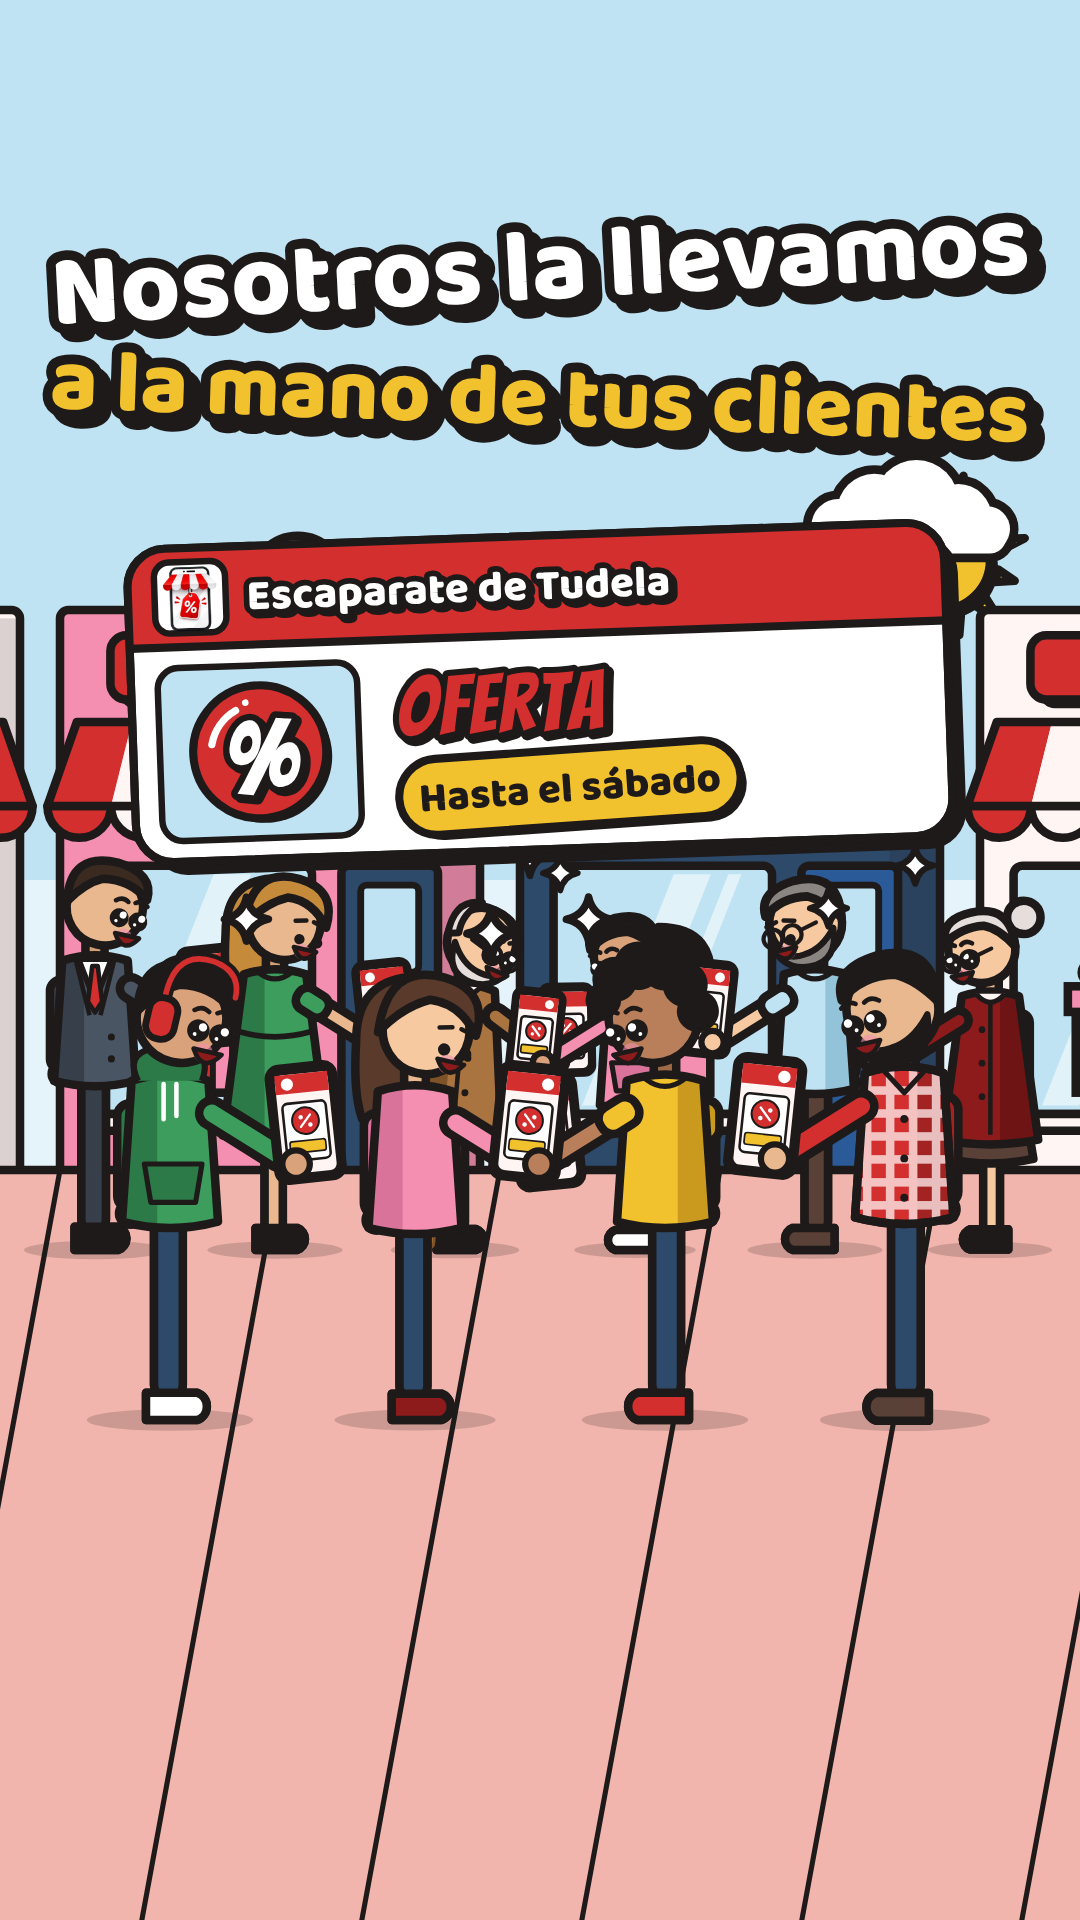 Nosotros la llevamos
a la mano de tus clientes
Escaparate de Tudela
%
OFERTA
Hasta el sábado